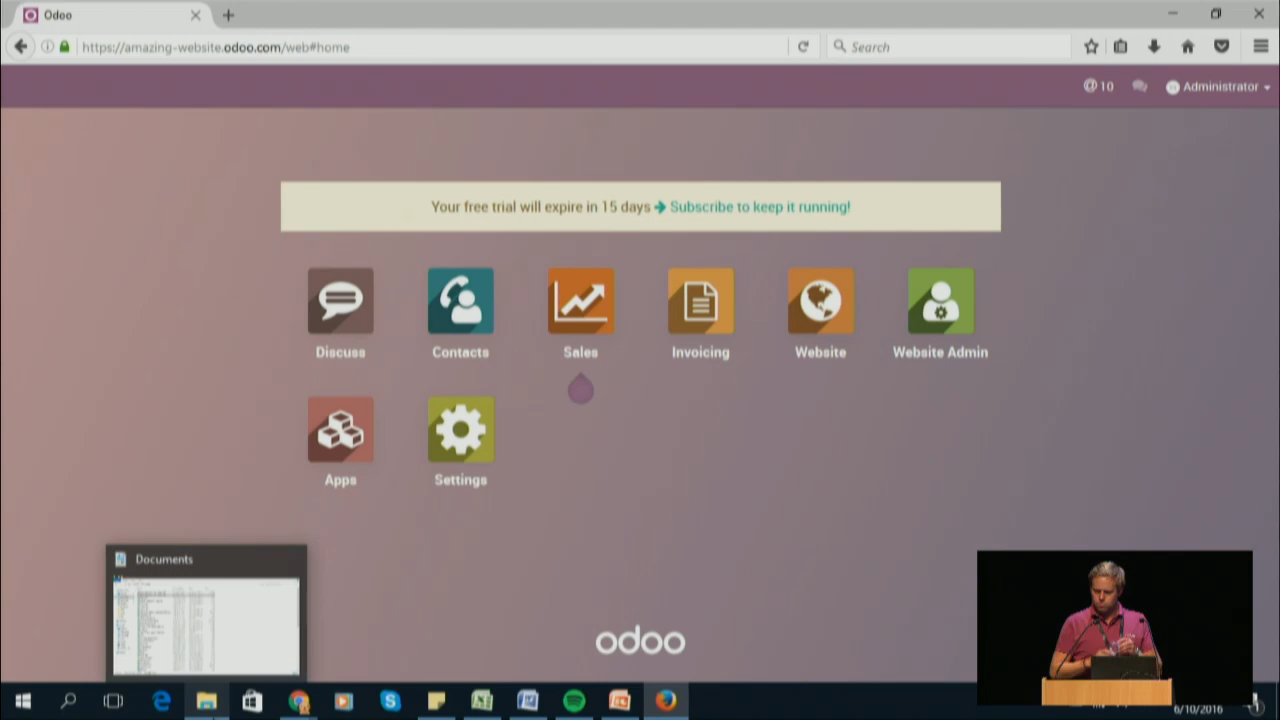 Odoo
https://amazing-website.odoo.com/web#home
Search
@10
Administrator
Your free trial will expire in 15 days → Subscribe to keep it running!
Discuss
Contacts
Sales
Invoicing
Website
Website Admin
Apps
Settings
Documents
odoo
6/10/2016